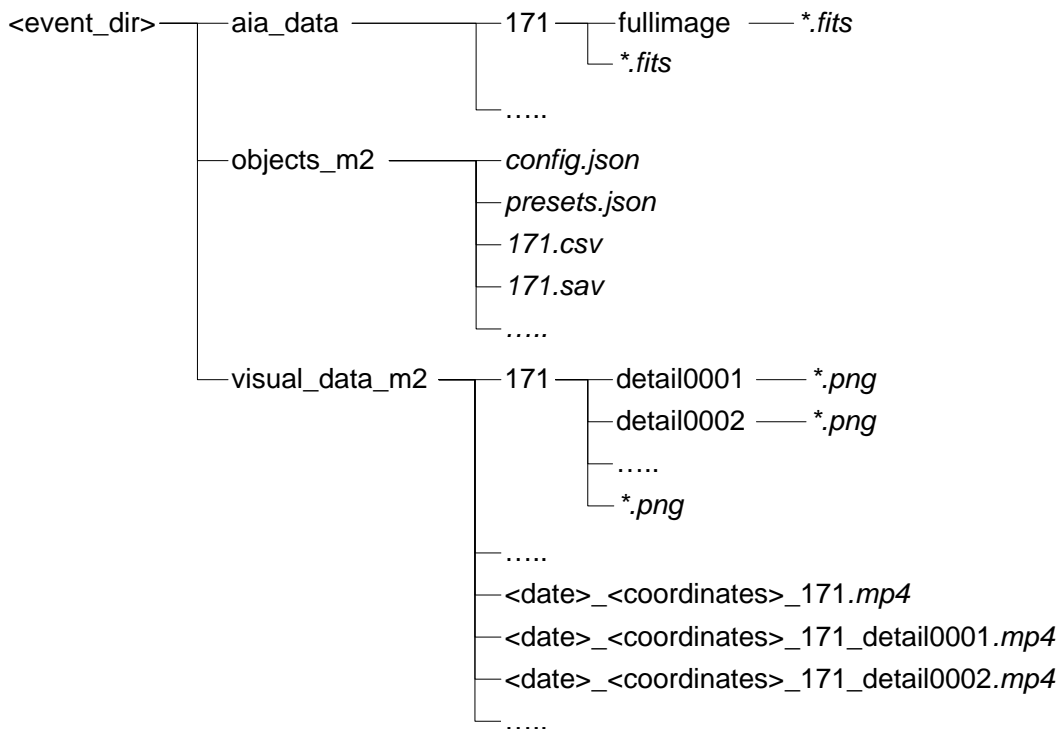 <event_dir> aia_data 171 fullimage *.fits
*.fits
…..
objects_m2 config.json
presets.json
171.csv
171.sav
…..
visual_data_m2 171 detail0001 *.png
detail0002 *.png
…..
*.png
…..
<date>_<coordinates>_171.mp4
<date>_<coordinates>_171_detail0001.mp4
<date>_<coordinates>_171_detail0002.mp4
…..